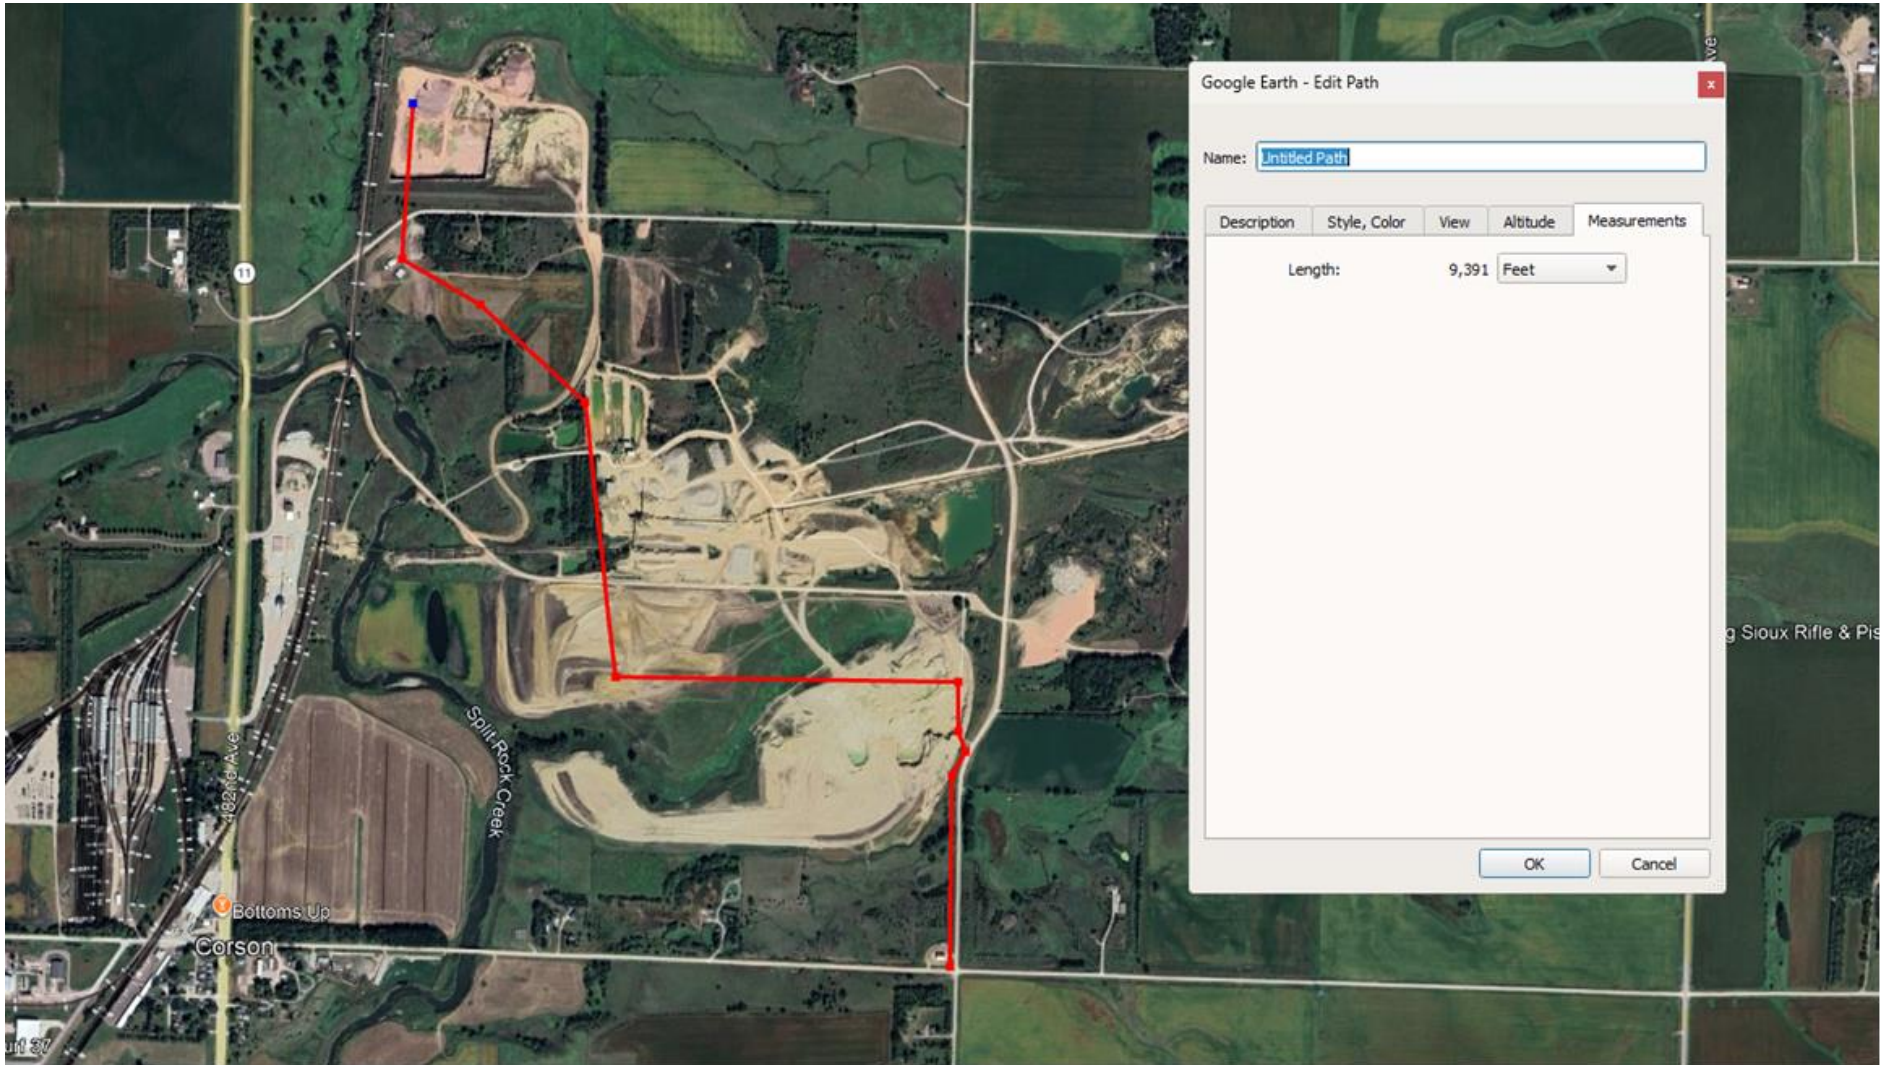 Google Earth - Edit Path
x
Name: Untitled Path
Description
Style, Color
View
Altitude
Measurements
Length: 9,391 Feet
11
482nd Ave
Split Rock Creek
Bottoms Up
Corson
OK
Cancel
g Sioux Rifle & Pis
ve